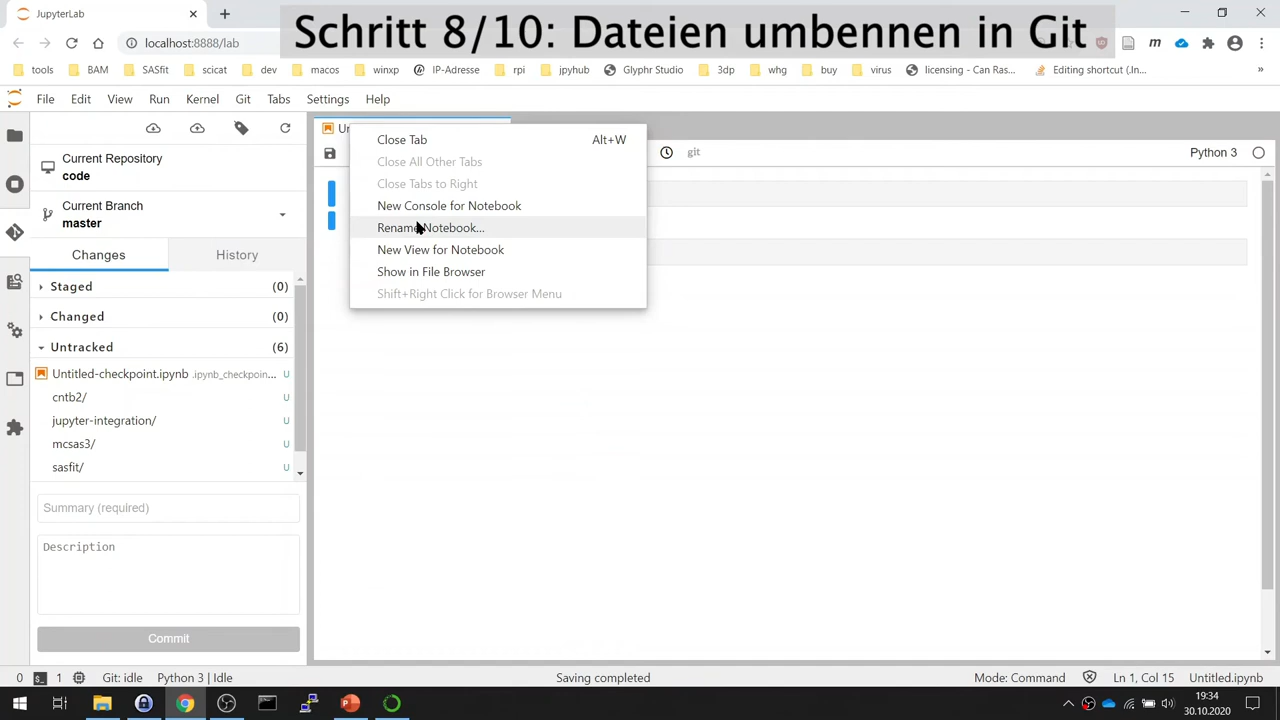 JupyterLab
Schritt 8/10: Dateien umbennen in Git
localhost:8888/lab
tools
BAM
SASfit
scicat
dev
macos
winxp
IP-Adresse
rpi
jpyhub
Glyphr Studio
3dp
whg
buy
virus
licensing - Can Ras...
Editing shortcut (.In...
»
File
Edit
View
Run
Kernel
Git
Tabs
Settings
Help
Current Repository
code
Current Branch
master
Changes
History
Staged (0)
Changed (0)
Untracked (6)
Untitled-checkpoint.ipynb .ipynb_checkpoin... U
cntb2/ U
jupyter-integration/ U
mcsas3/ U
sasfit/ U
Summary (required)
Description
Commit
Un
Close Tab Alt+W
Close All Other Tabs
Close Tabs to Right
New Console for Notebook
Rename Notebook...
New View for Notebook
Show in File Browser
Shift+Right Click for Browser Menu
git
Python 3
0
1
Git: idle
Python 3 | Idle
Saving completed
Mode: Command
Ln 1, Col 15
Untitled.ipynb
19:34
30.10.2020